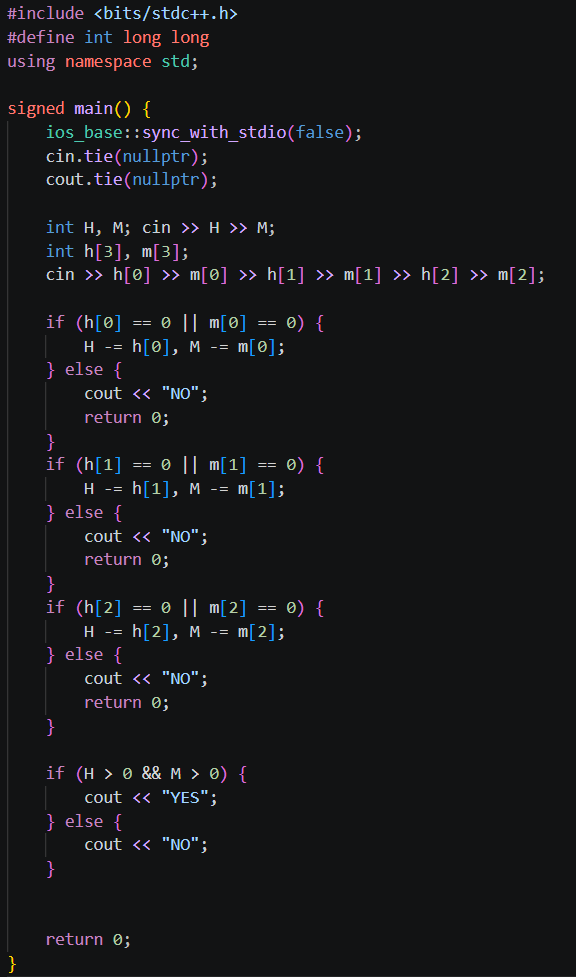 #include <bits/stdc++.h>
#define int long long
using namespace std;

signed main() {
    ios_base::sync_with_stdio(false);
    cin.tie(nullptr);
    cout.tie(nullptr);

    int H, M; cin >> H >> M;
    int h[3], m[3];
    cin >> h[0] >> m[0] >> h[1] >> m[1] >> h[2] >> m[2];

    if (h[0] == 0 || m[0] == 0) {
        H -= h[0], M -= m[0];
    } else {
        cout << "NO";
        return 0;
    }
    if (h[1] == 0 || m[1] == 0) {
        H -= h[1], M -= m[1];
    } else {
        cout << "NO";
        return 0;
    }
    if (h[2] == 0 || m[2] == 0) {
        H -= h[2], M -= m[2];
    } else {
        cout << "NO";
        return 0;
    }

    if (H > 0 && M > 0) {
        cout << "YES";
    } else {
        cout << "NO";
    }


    return 0;
}